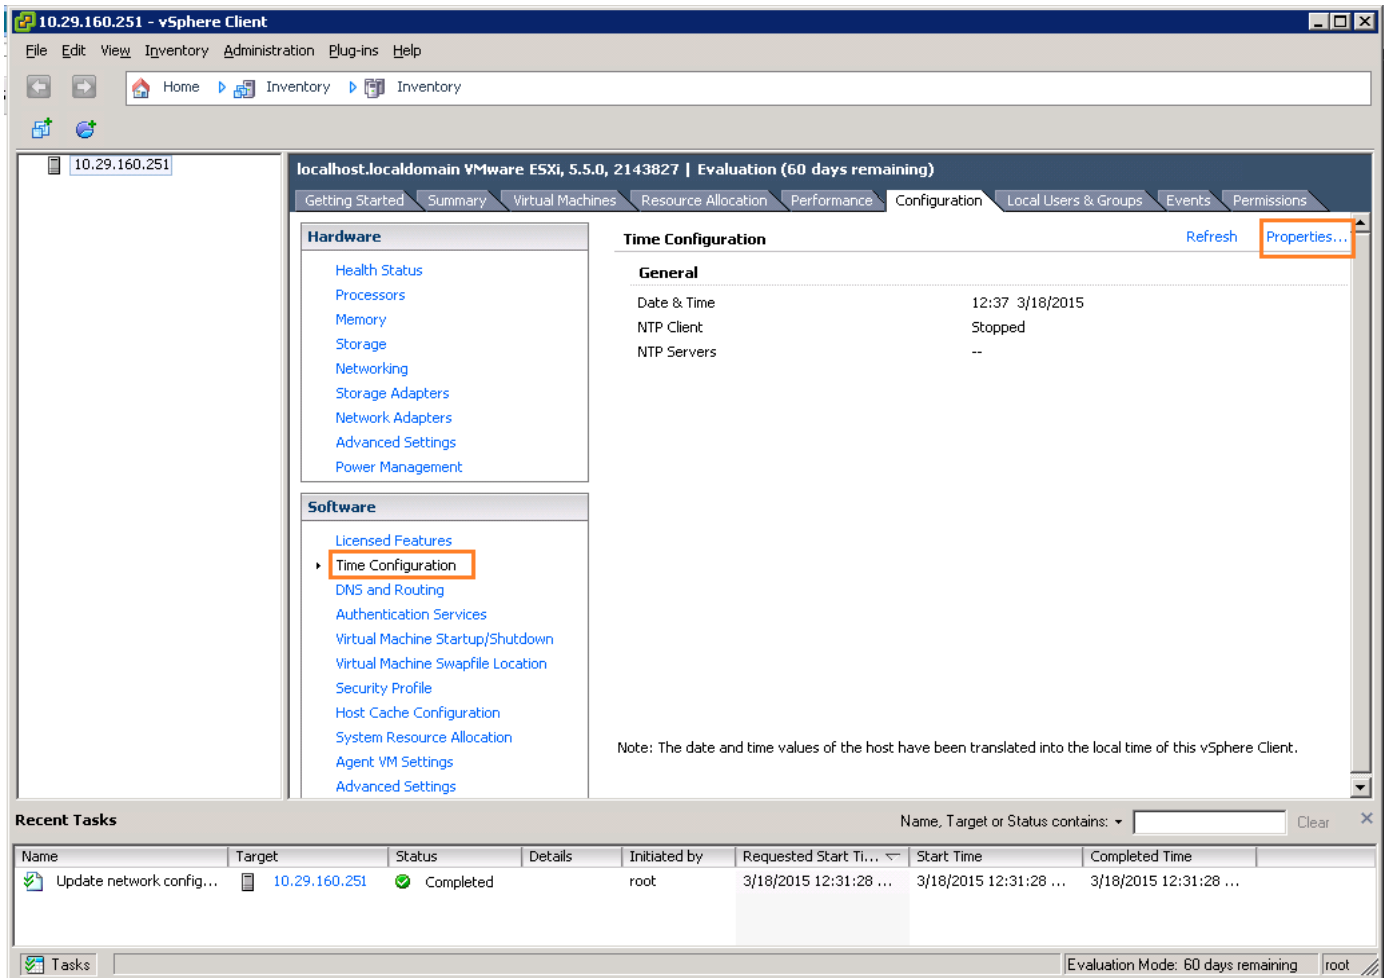 10.29.160.251 - vSphere Client
File Edit View Inventory Administration Plug-ins Help
Home Inventory Inventory
10.29.160.251
localhost.localdomain VMware ESXi, 5.5.0, 2143827 | Evaluation (60 days remaining)
Getting Started Summary Virtual Machines Resource Allocation Performance Configuration Local Users & Groups Events Permissions
Hardware
Health Status
Processors
Memory
Storage
Networking
Storage Adapters
Network Adapters
Advanced Settings
Power Management
Software
Licensed Features
Time Configuration
DNS and Routing
Authentication Services
Virtual Machine Startup/Shutdown
Virtual Machine Swapfile Location
Security Profile
Host Cache Configuration
System Resource Allocation
Agent VM Settings
Advanced Settings
Time Configuration Refresh Properties...
General
Date & Time 12:37 3/18/2015
NTP Client Stopped
NTP Servers --
Note: The date and time values of the host have been translated into the local time of this vSphere Client.
Recent Tasks Name, Target or Status contains: Clear
Name Target Status Details Initiated by Requested Start Ti... Start Time Completed Time
Update network config... 10.29.160.251 Completed root 3/18/2015 12:31:28 ... 3/18/2015 12:31:28 ... 3/18/2015 12:31:28 ...
Tasks Evaluation Mode: 60 days remaining root